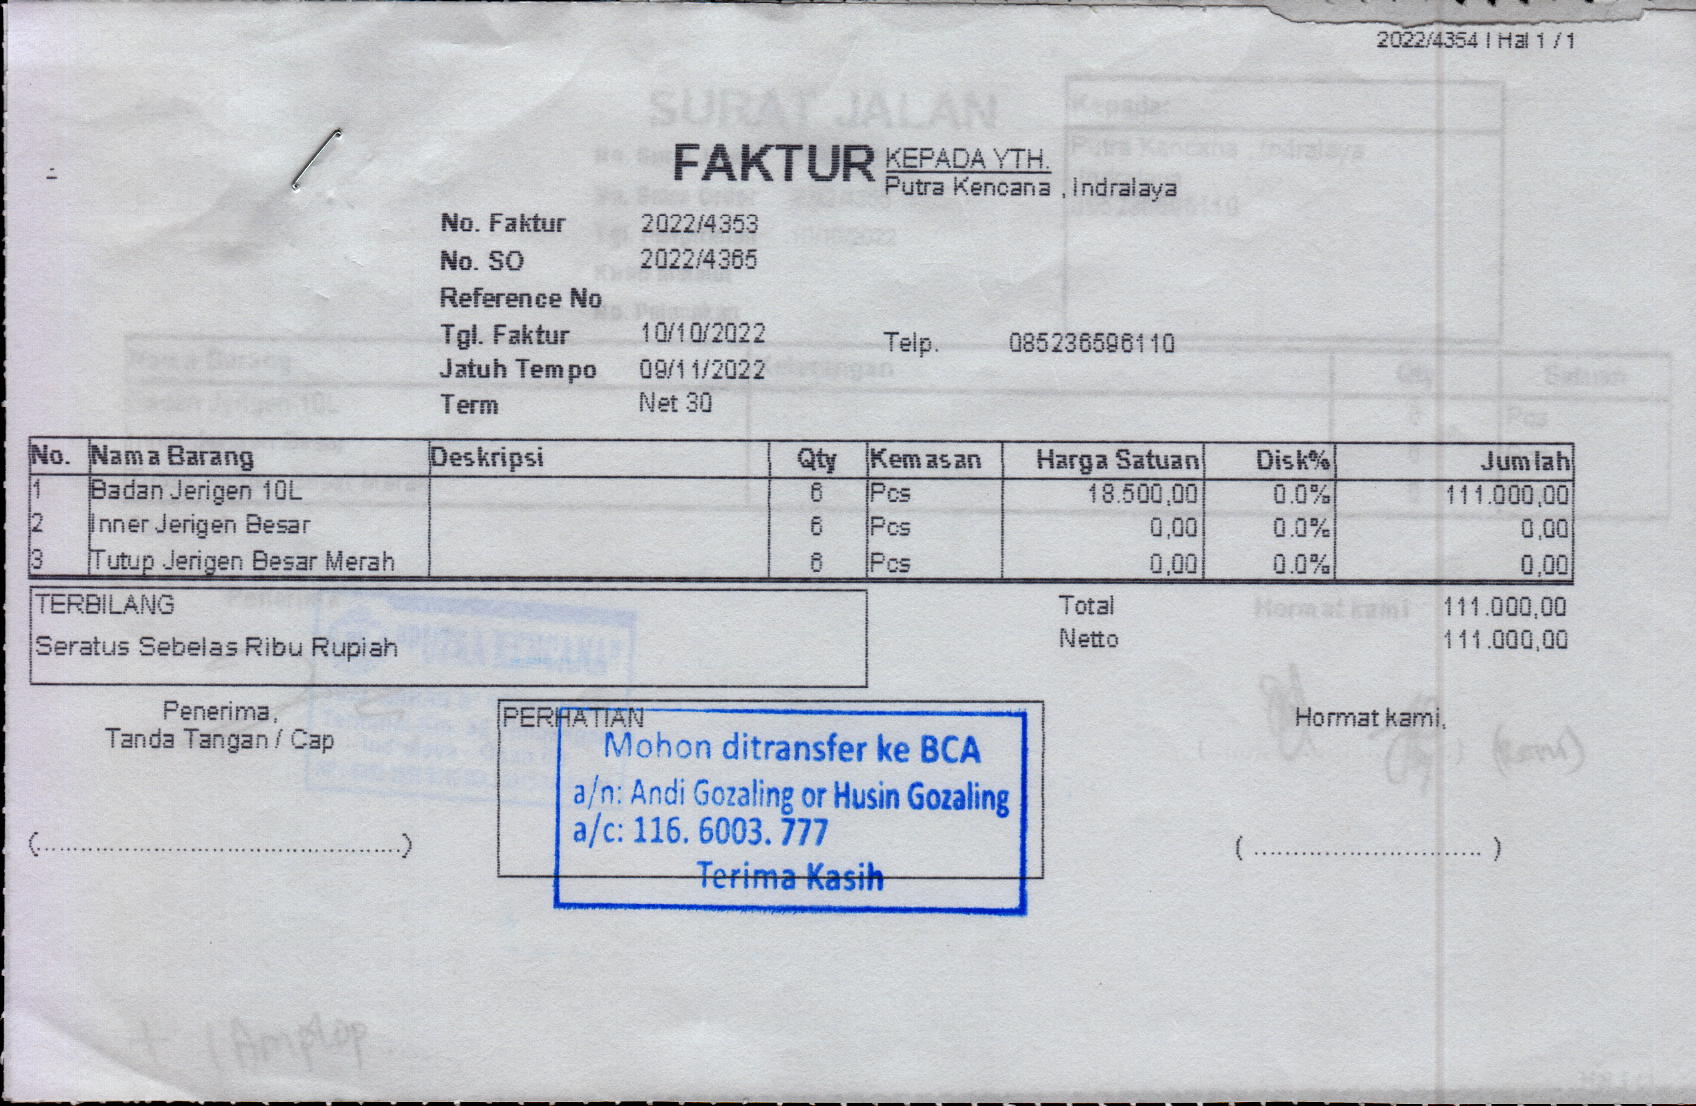 2022/4354 | Hal 1 / 1
SURAT JALAN
Kepada:
FAKTUR KEPADA YTH.
Putra Kencana , Indralaya
No. Faktur 2022/4353
No. SO 2022/4365
Reference No
Tgl. Faktur 10/10/2022 Telp. 085236596110
Jatuh Tempo 09/11/2022
Term Net 30
No. Nama Barang Deskripsi Qty Kemasan Harga Satuan Disk% Jumlah
1 Badan Jerigen 10L 6 Pcs 18.500,00 0.0% 111.000,00
2 Inner Jerigen Besar 6 Pcs 0,00 0.0% 0,00
3 Tutup Jerigen Besar Merah 6 Pcs 0,00 0.0% 0,00
TERBILANG
Seratus Sebelas Ribu Rupiah
Total 111.000,00
Netto 111.000,00
Penerima,
Tanda Tangan / Cap
PERHATIAN
Mohon ditransfer ke BCA
a/n: Andi Gozaling or Husin Gozaling
a/c: 116. 6003. 777
Terima Kasih
Hormat kami,
(............................................)
( ............................. )
+ 1 Amplop